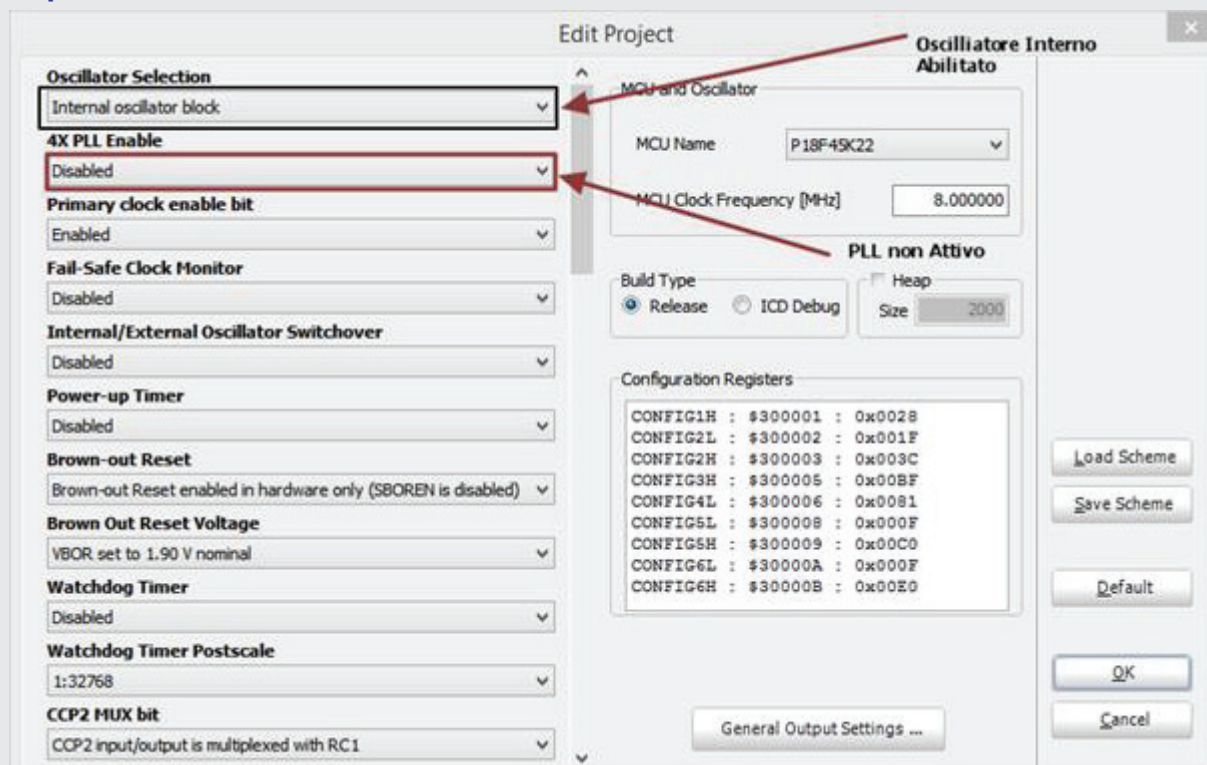 Edit Project
Oscilliatore Interno
Abilitato
Oscillator Selection
Internal oscillator block
4X PLL Enable
Disabled
Primary clock enable bit
Enabled
Fail-Safe Clock Monitor
Disabled
Internal/External Oscillator Switchover
Disabled
Power-up Timer
Disabled
Brown-out Reset
Brown-out Reset enabled in hardware only (SBOREN is disabled)
Brown Out Reset Voltage
VBOR set to 1.90 V nominal
Watchdog Timer
Disabled
Watchdog Timer Postscale
1:32768
CCP2 MUX bit
CCP2 input/output is multiplexed with RC1
MCU and Oscillator
MCU Name
P18F45K22
MCU Clock Frequency [MHz]
8.000000
PLL non Attivo
Build Type
Release
ICD Debug
Heap
Size
2000
Configuration Registers
CONFIG1H : $300001 : 0x0028
CONFIG2L : $300002 : 0x001F
CONFIG2H : $300003 : 0x003C
CONFIG3H : $300005 : 0x00BF
CONFIG4L : $300006 : 0x0081
CONFIG5L : $300008 : 0x000F
CONFIG5H : $300009 : 0x00C0
CONFIG6L : $30000A : 0x000F
CONFIG6H : $30000B : 0x00E0
General Output Settings ...
Load Scheme
Save Scheme
Default
OK
Cancel